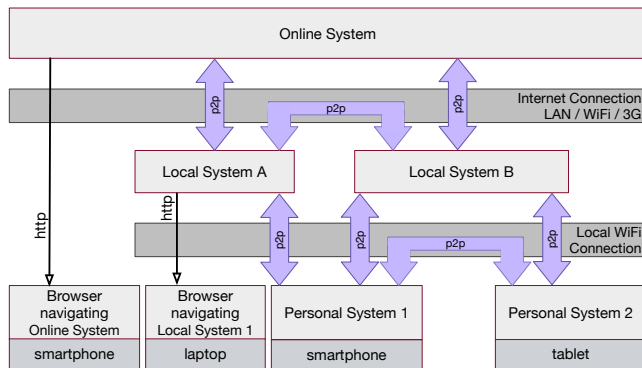 Online System
p2p
p2p
Internet Connection
LAN / WiFi / 3G
p2p
Local System A
Local System B
http
http
p2p
p2p
p2p
p2p
Local WiFi
Connection
Browser
navigating
Online System
smartphone
Browser
navigating
Local System 1
laptop
Personal System 1
smartphone
Personal System 2
tablet